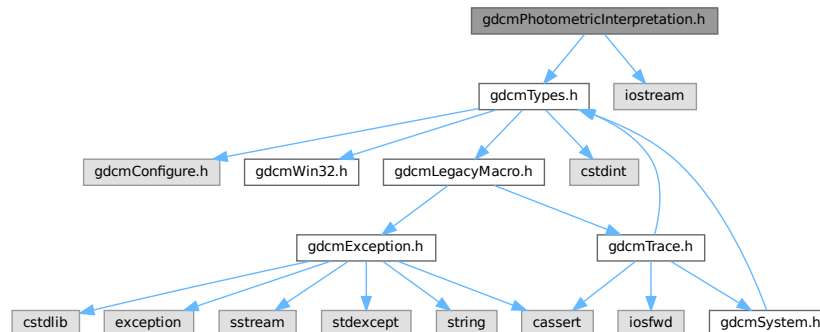 gdcmPhotometricInterpretation.h
gdcmTypes.h
iostream
gdcmConfigure.h
gdcmWin32.h
gdcmLegacyMacro.h
cstdint
gdcmException.h
gdcmTrace.h
cstdlib
exception
sstream
stdexcept
string
cassert
iosfwd
gdcmSystem.h